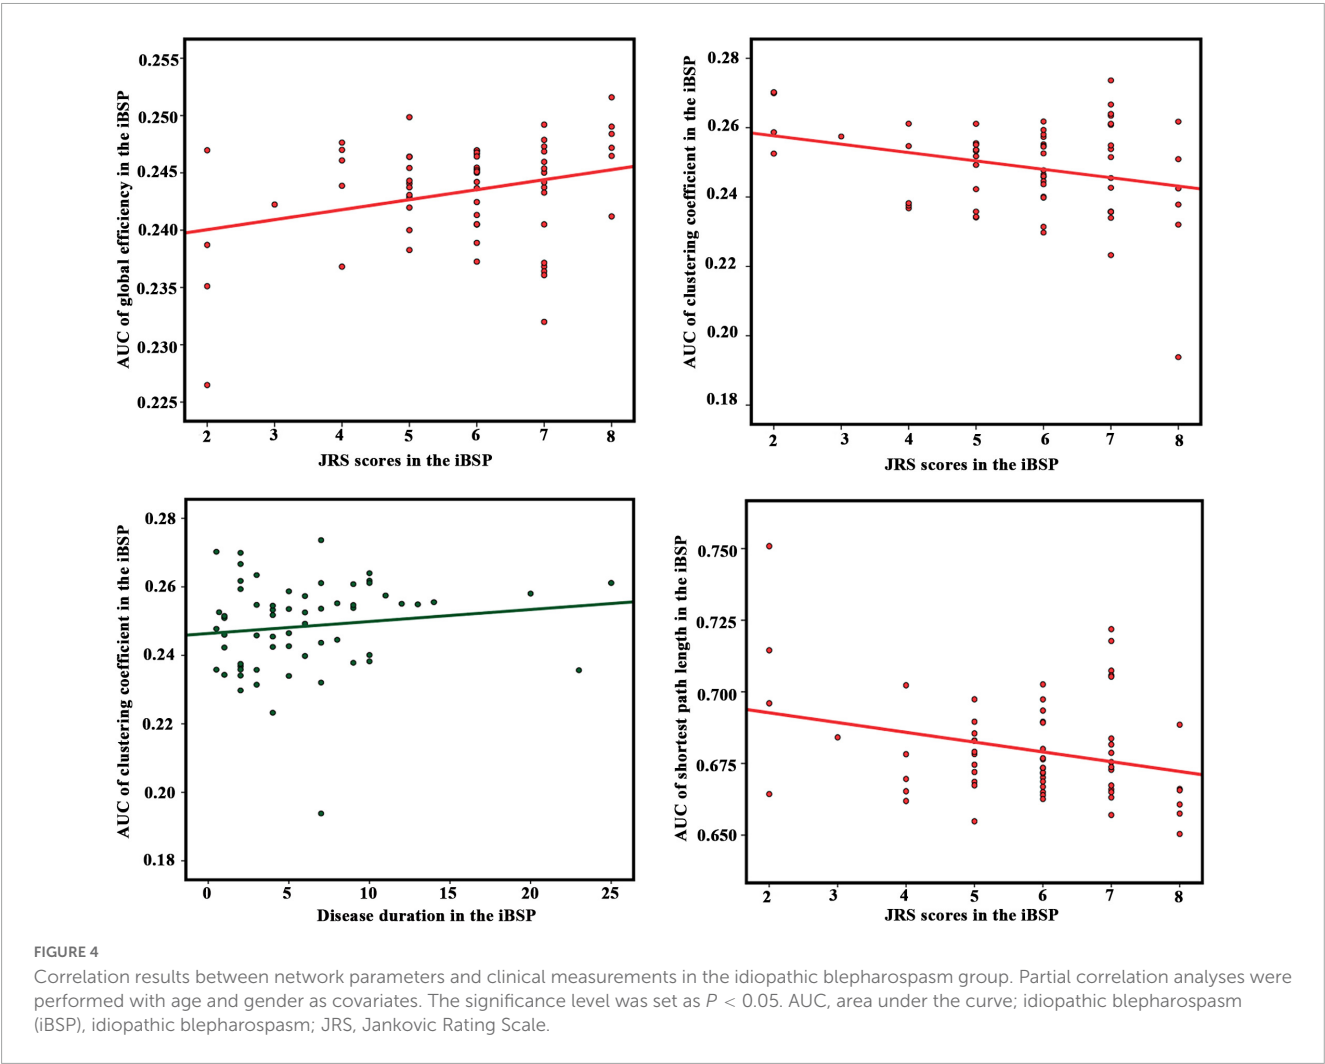 0.255
0.250
0.245
0.240
0.235
0.230
0.225
AUC of global efficiency in the iBSP
2 3 4 5 6 7 8
JRS scores in the iBSP
0.28
0.26
0.24
0.22
0.20
0.18
AUC of clustering coefficient in the iBSP
2 3 4 5 6 7 8
JRS scores in the iBSP
0.28
0.26
0.24
0.22
0.20
0.18
AUC of clustering coefficient in the iBSP
0 5 10 15 20 25
Disease duration in the iBSP
0.750
0.725
0.700
0.675
0.650
AUC of shortest path length in the iBSP
2 3 4 5 6 7 8
JRS scores in the iBSP
FIGURE 4
Correlation results between network parameters and clinical measurements in the idiopathic blepharospasm group. Partial correlation analyses were
performed with age and gender as covariates. The significance level was set as P < 0.05. AUC, area under the curve; idiopathic blepharospasm
(iBSP), idiopathic blepharospasm; JRS, Jankovic Rating Scale.